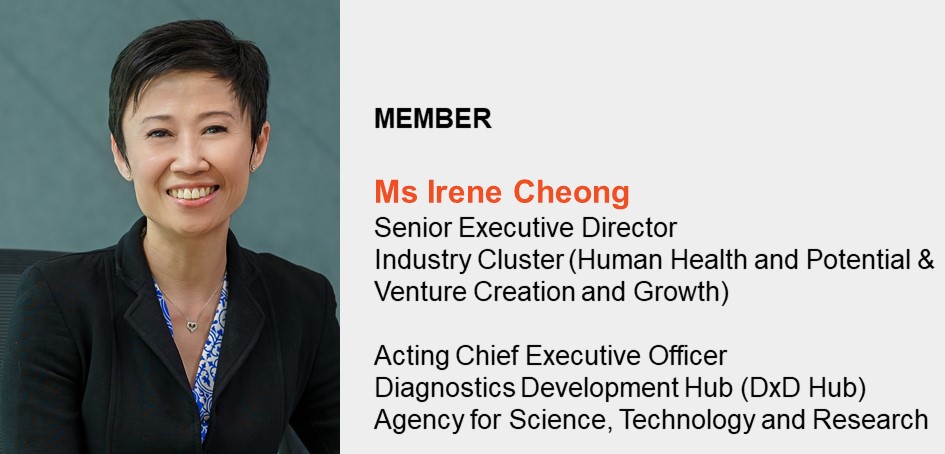 MEMBER
Ms Irene Cheong
Senior Executive Director
Industry Cluster (Human Health and Potential &
Venture Creation and Growth)
Acting Chief Executive Officer
Diagnostics Development Hub (DxD Hub)
Agency for Science, Technology and Research